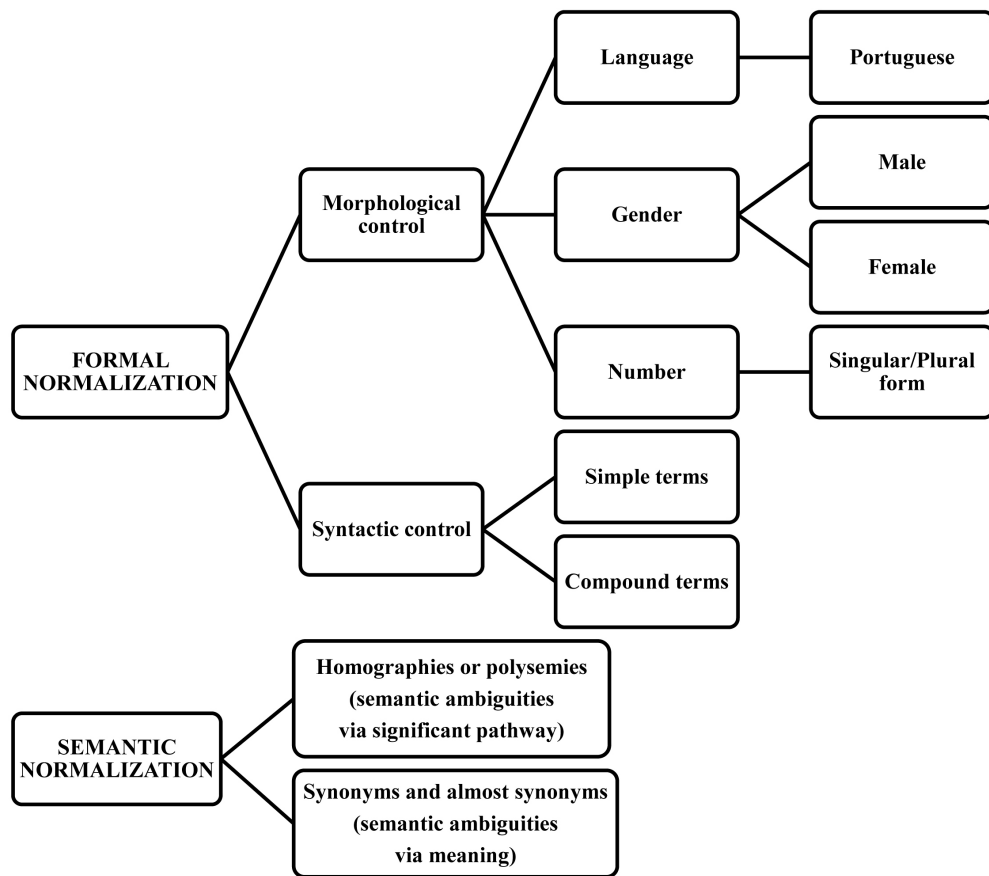 Language
Portuguese
Male
Morphological
control
Gender
Female
FORMAL
NORMALIZATION
Number
Singular/Plural
form
Simple terms
Syntactic control
Compound terms
Homographies or polysemies
(semantic ambiguities
via significant pathway)
SEMANTIC
NORMALIZATION
Synonyms and almost synonyms
(semantic ambiguities
via meaning)